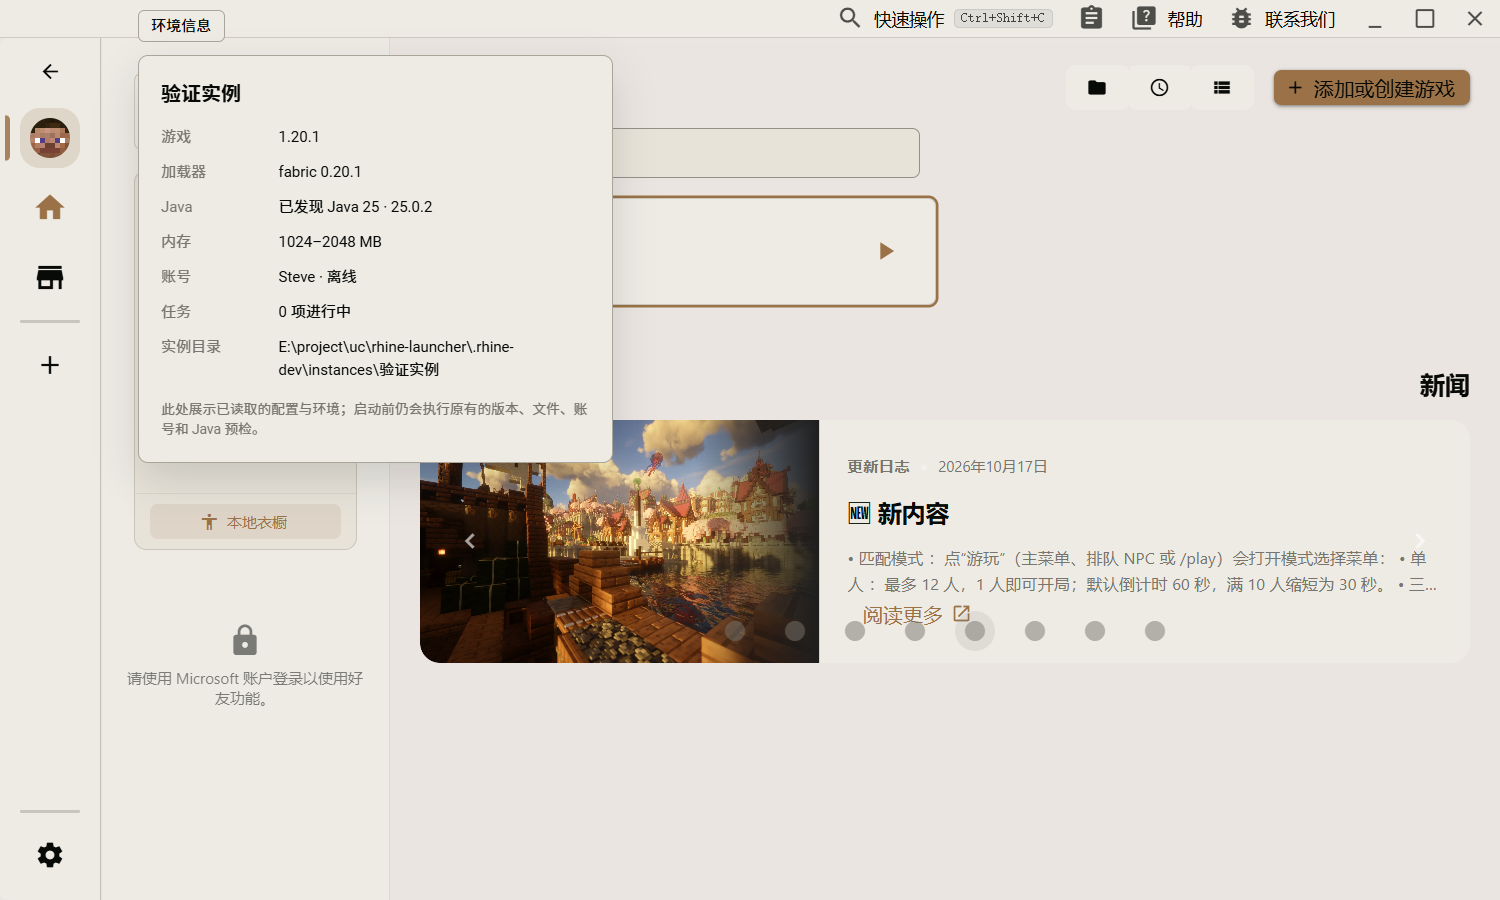 环境信息
快速操作 Ctrl+Shift+C
帮助
联系我们
验证实例
游戏 1.20.1
加载器 fabric 0.20.1
Java 已发现 Java 25 · 25.0.2
内存 1024–2048 MB
账号 Steve · 离线
任务 0 项进行中
实例目录 E:\project\uc\rhine-launcher\.rhine-
dev\instances\验证实例
此处展示已读取的配置与环境；启动前仍会执行原有的版本、文件、账
号和 Java 预检。
添加或创建游戏
本地衣橱
请使用 Microsoft 账户登录以使用好
友功能。
新闻
更新日志 2026年10月17日
🆕 新内容
• 匹配模式 ：点“游玩”（主菜单、排队 NPC 或 /play）会打开模式选择菜单： • 单
人 ：最多 12 人，1 人即可开局；默认倒计时 60 秒，满 10 人缩短为 30 秒。 • 三...
阅读更多